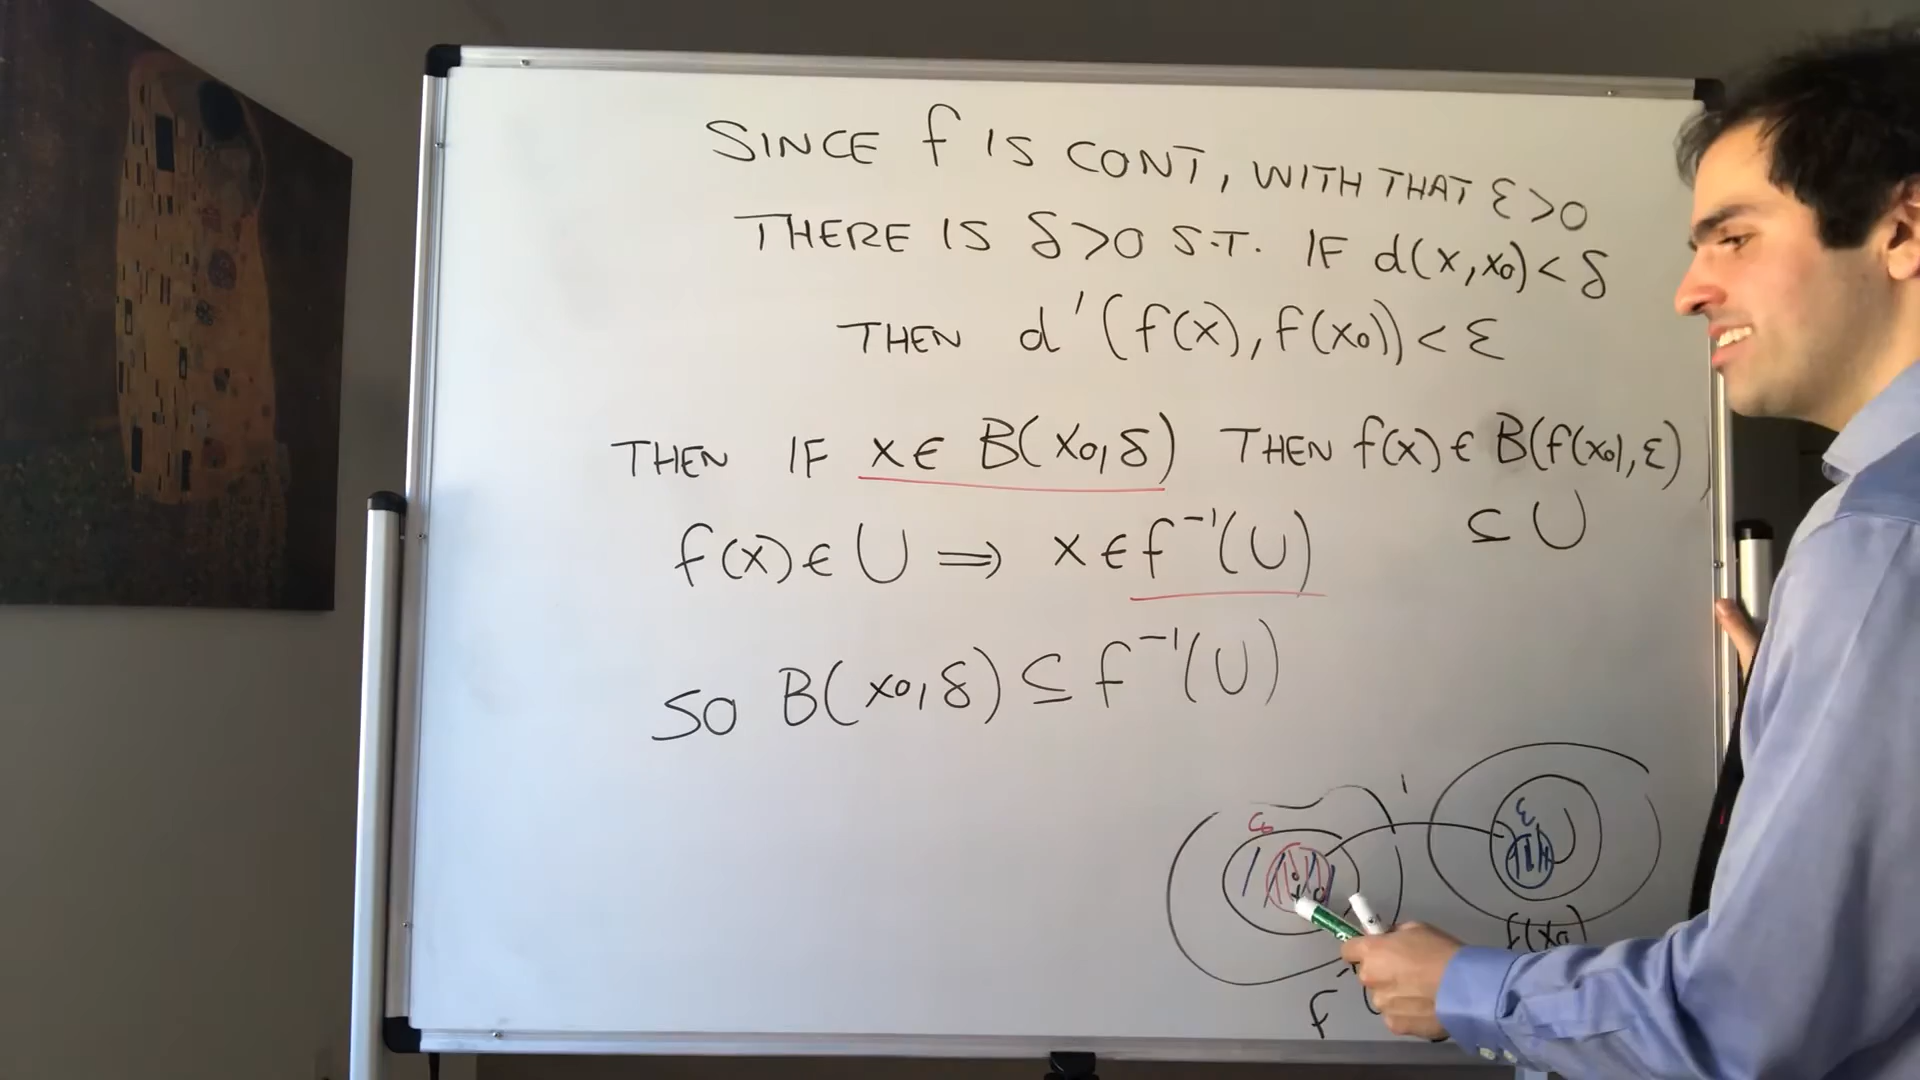 SINCE f IS CONT, WITH THAT ε>0
THERE IS δ>0 S.T. IF d(x,x0)<δ
THEN d'(f(x),f(x0))<ε
THEN IF x∈ B(x0,δ) THEN f(x)∈ B(f(x0),ε)
⊆ U
f(x)∈ U ⟹ x∈f⁻¹(U)
SO B(x0,δ) ⊆ f⁻¹(U)
ε
U
f(x0)
f